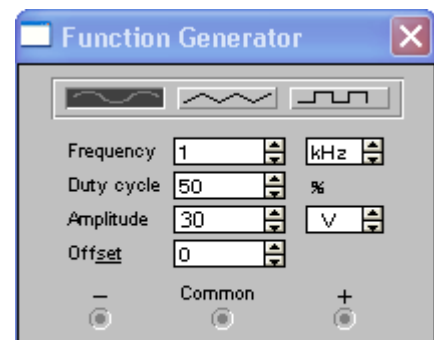 Function Generator
Frequency 1 kHz
Duty cycle 50 %
Amplitude 30 V
Offset 0
− Common +